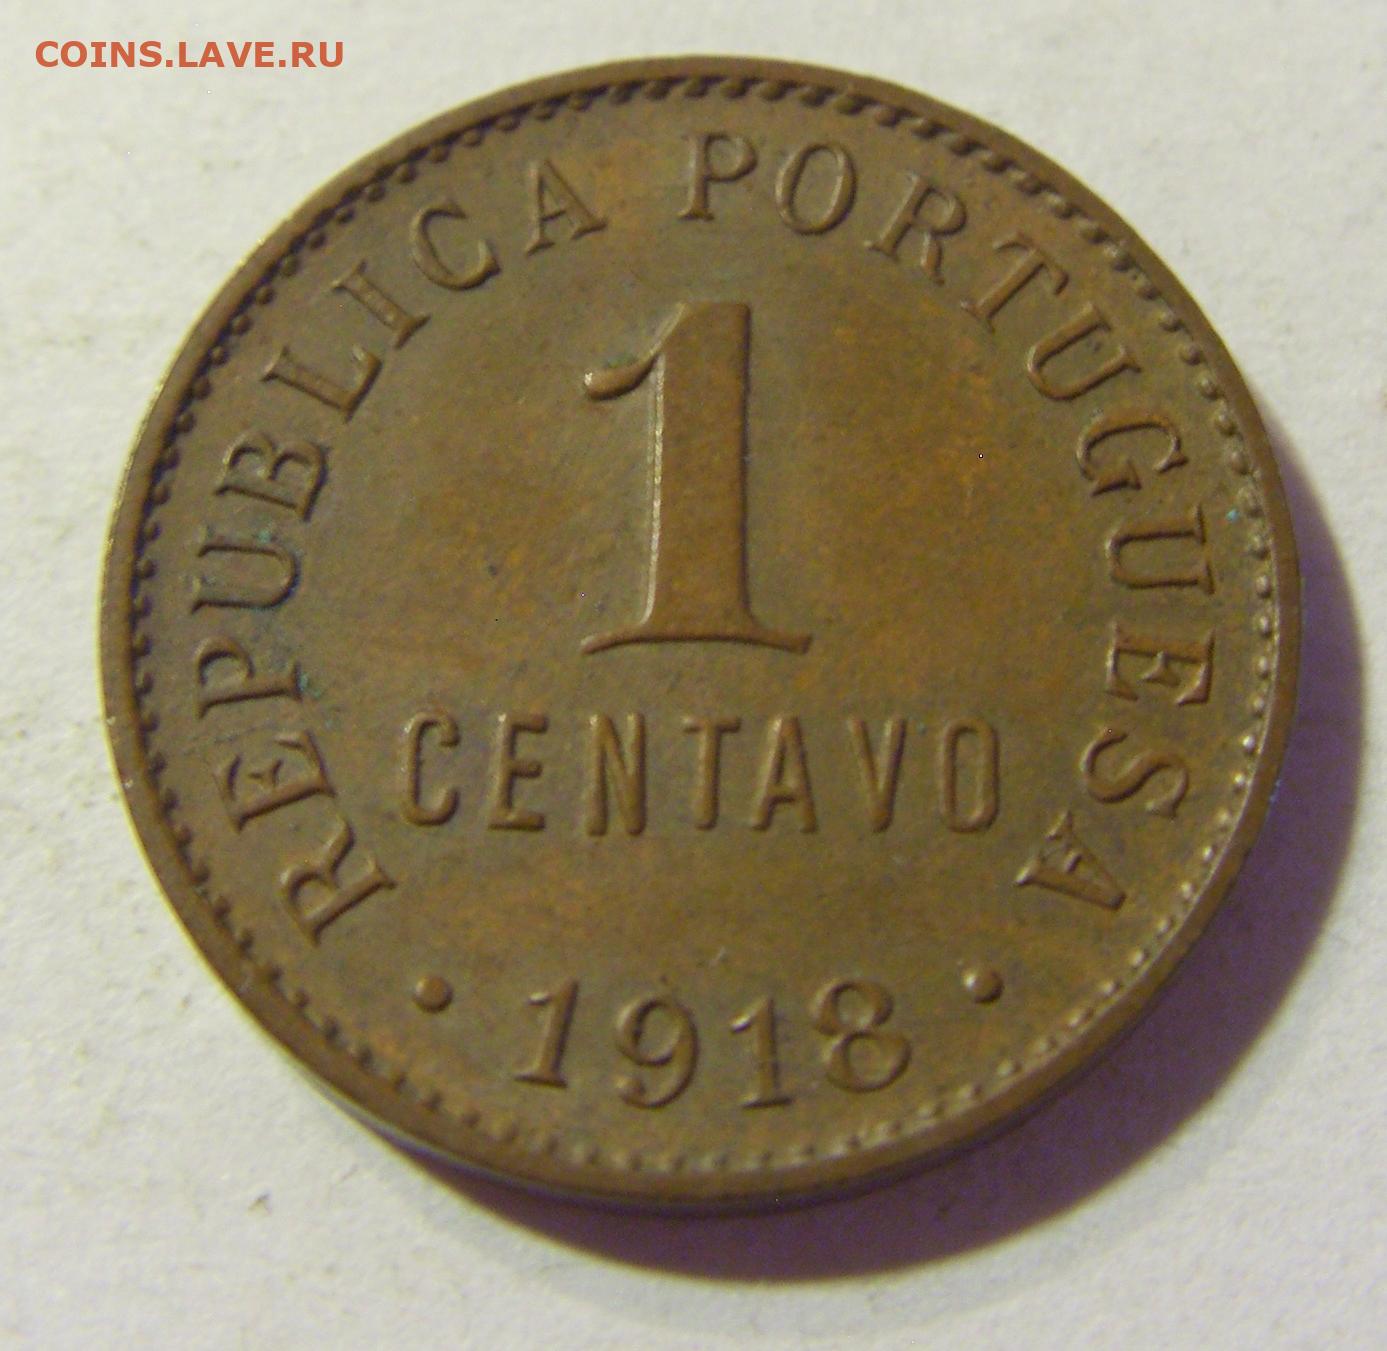 COINS.LAVE.RU
REPUBLICA PORTUGUESA
1
CENTAVO
· 1918 ·